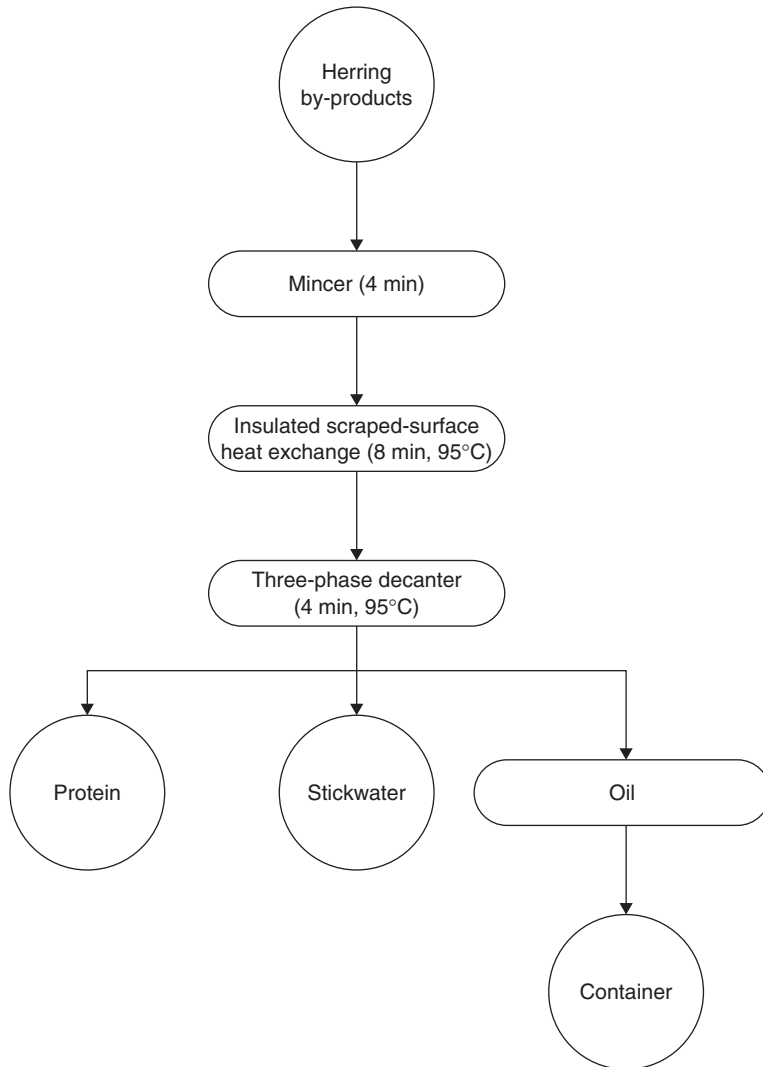 Herring
by-products
Mincer (4 min)
Insulated scraped-surface
heat exchange (8 min, 95°C)
Three-phase decanter
(4 min, 95°C)
Protein
Stickwater
Oil
Container